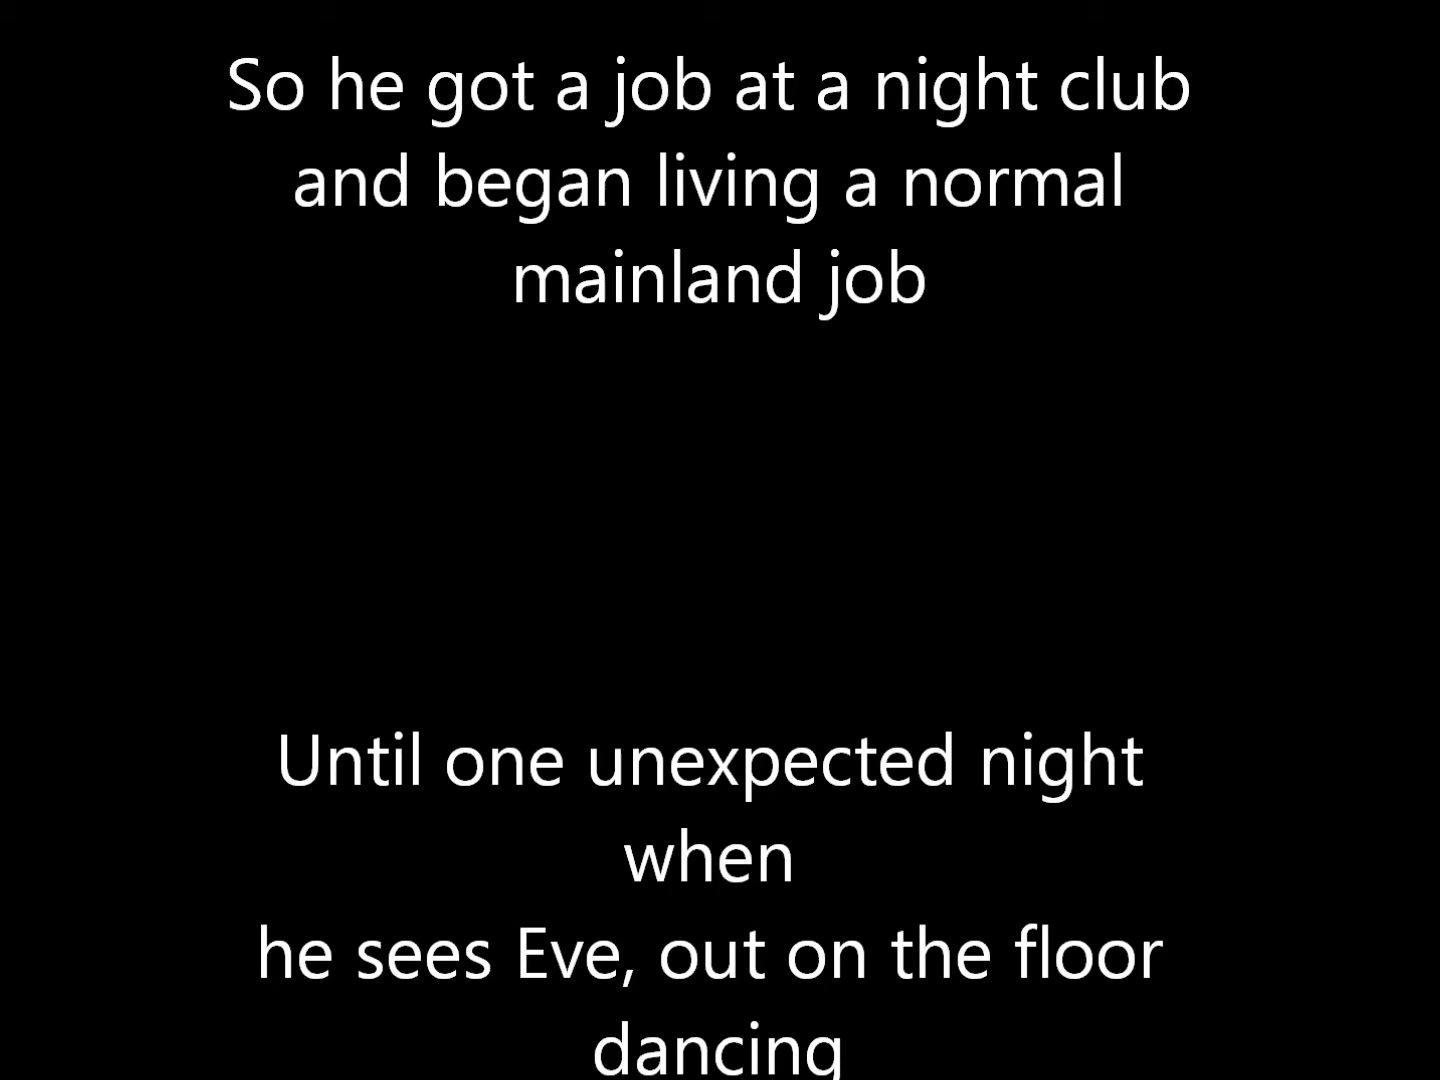 So he got a job at a night club
and began living a normal
mainland job
Until one unexpected night
when
he sees Eve, out on the floor
dancing